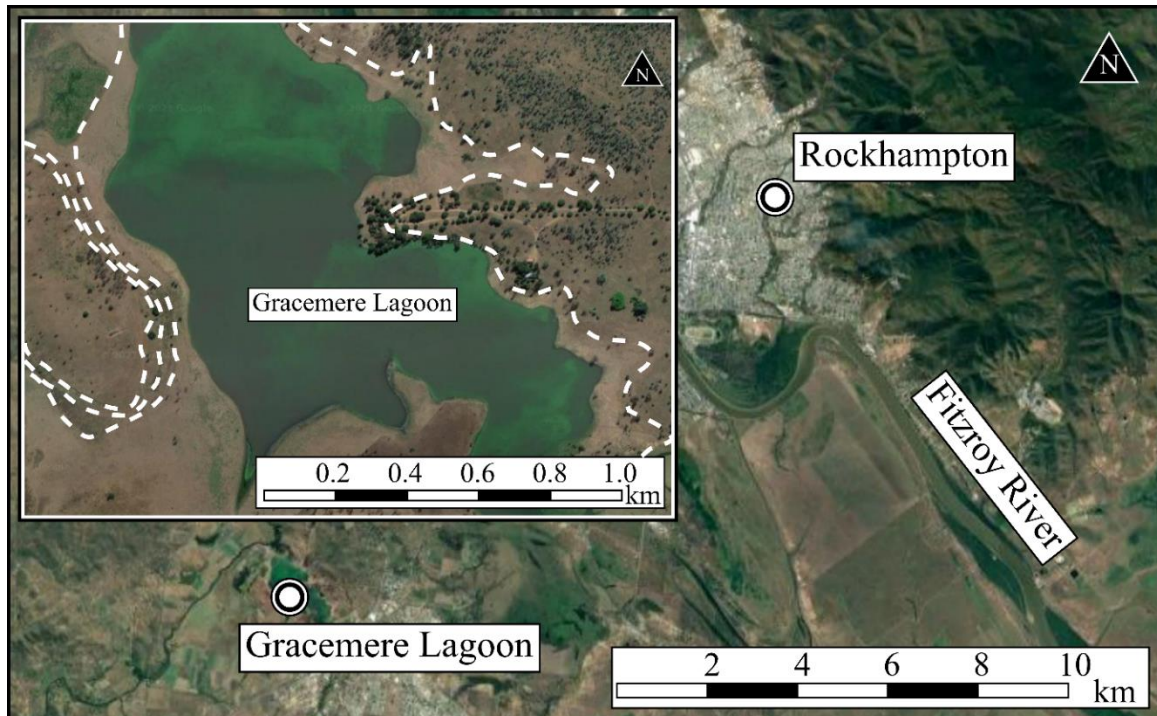 N
N
Rockhampton
Gracemere Lagoon
Fitzroy River
0.2 0.4 0.6 0.8 1.0
km
Gracemere Lagoon
2 4 6 8 10
km